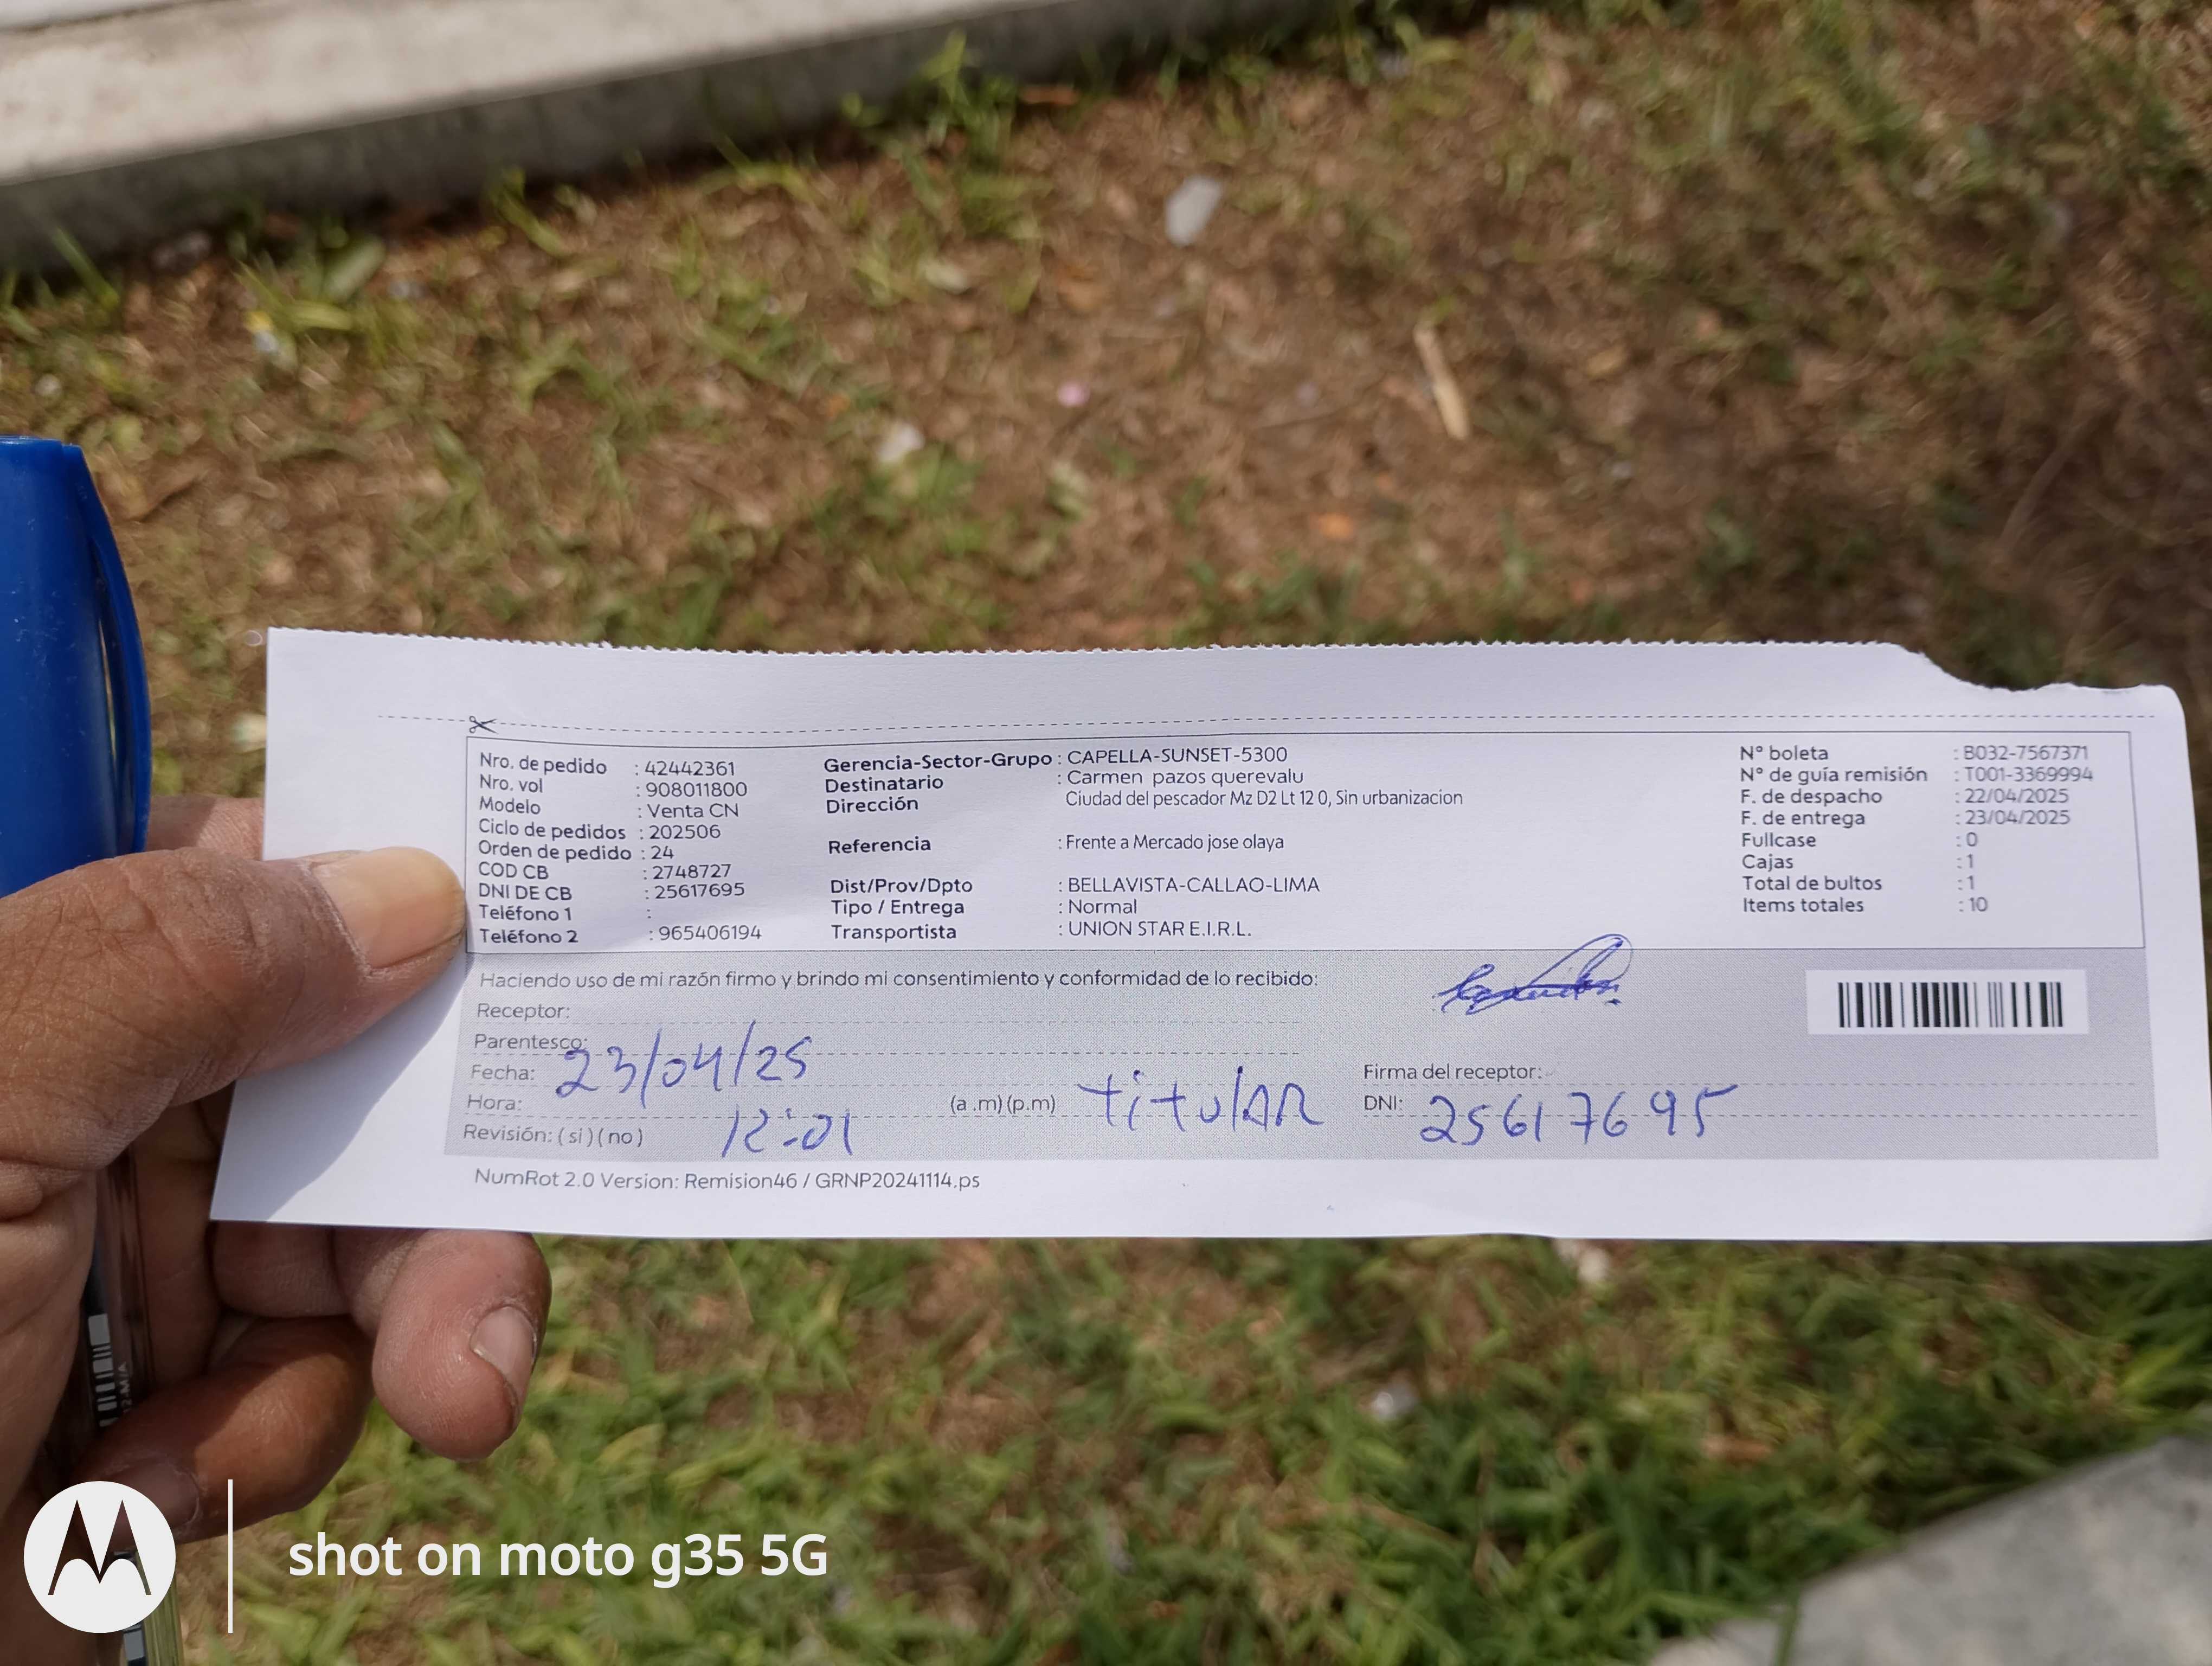 Nro. de pedido : 42442361
Nro. vol : 908011800
Modelo : Venta CN
Ciclo de pedidos : 202506
Orden de pedido : 24
COD CB : 2748727
DNI DE CB : 25617695
Teléfono 1 :
Teléfono 2 : 965406194
Gerencia-Sector-Grupo : CAPELLA-SUNSET-5300
Destinatario : Carmen pazos querevalu
Dirección Ciudad del pescador Mz D2 Lt 12 0, Sin urbanizacion
Referencia : Frente a Mercado jose olaya
Dist/Prov/Dpto : BELLAVISTA-CALLAO-LIMA
Tipo / Entrega : Normal
Transportista : UNION STAR E.I.R.L.
N° boleta : B032-7567371
N° de guía remisión : T001-3369994
F. de despacho : 22/04/2025
F. de entrega : 23/04/2025
Fullcase : 0
Cajas : 1
Total de bultos : 1
Items totales : 10
Haciendo uso de mi razón firmo y brindo mi consentimiento y conformidad de lo recibido:
Receptor:
Parentesco:
Fecha: 23/04/25
Hora: 12:01 (a .m) (p.m) titulAR
Revisión: ( si ) ( no )
Firma del receptor:
DNI: 25617695
NumRot 2.0 Version: Remision46 / GRNP20241114.ps
shot on moto g35 5G